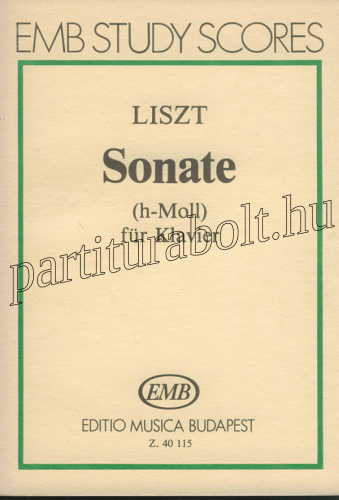 EMB STUDY SCORES
LISZT
Sonate
(h-Moll)
für Klavier
partiturabolt.hu
EMB
EDITIO MUSICA BUDAPEST
Z. 40 115